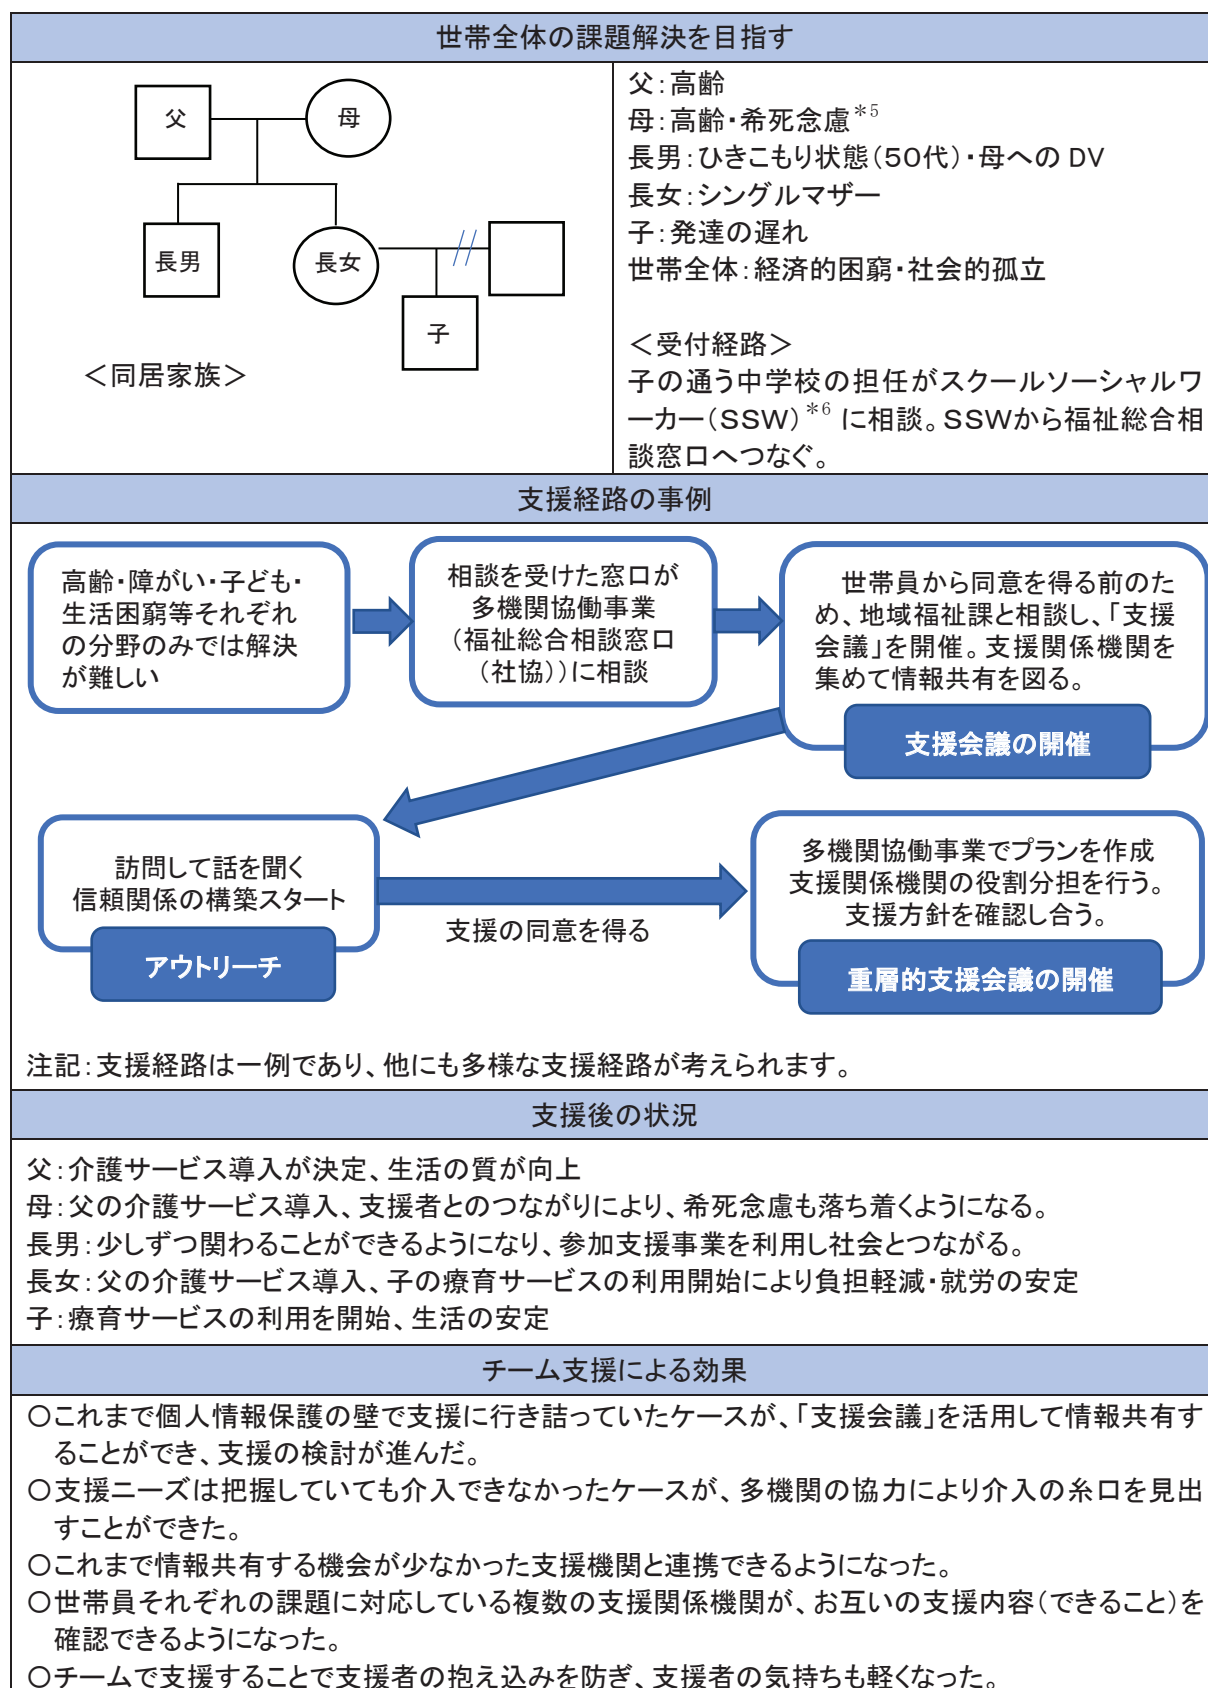 世帯全体の課題解決を目指す
父
母
長男
長女
子
＜同居家族＞
父：高齢
母：高齢・希死念慮＊5
長男：ひきこもり状態（５０代）・母への DV
長女：シングルマザー
子：発達の遅れ
世帯全体：経済的困窮・社会的孤立
＜受付経路＞
子の通う中学校の担任がスクールソーシャルワ
ーカー（SSW）＊6 に相談。SSWから福祉総合相
談窓口へつなぐ。
支援経路の事例
高齢・障がい・子ども・
生活困窮等それぞれ
の分野のみでは解決
が難しい
相談を受けた窓口が
多機関協働事業
（福祉総合相談窓口
（社協））に相談
世帯員から同意を得る前のた
め、地域福祉課と相談し、「支援
会議」を開催。支援関係機関を
集めて情報共有を図る。
支援会議の開催
訪問して話を聞く
信頼関係の構築スタート
アウトリーチ
支援の同意を得る
多機関協働事業でプランを作成
支援関係機関の役割分担を行う。
支援方針を確認し合う。
重層的支援会議の開催
注記：支援経路は一例であり、他にも多様な支援経路が考えられます。
支援後の状況
父：介護サービス導入が決定、生活の質が向上
母：父の介護サービス導入、支援者とのつながりにより、希死念慮も落ち着くようになる。
長男：少しずつ関わることができるようになり、参加支援事業を利用し社会とつながる。
長女：父の介護サービス導入、子の療育サービスの利用開始により負担軽減・就労の安定
子：療育サービスの利用を開始、生活の安定
チーム支援による効果
〇これまで個人情報保護の壁で支援に行き詰っていたケースが、「支援会議」を活用して情報共有す
ることができ、支援の検討が進んだ。
〇支援ニーズは把握していても介入できなかったケースが、多機関の協力により介入の糸口を見出
すことができた。
〇これまで情報共有する機会が少なかった支援機関と連携できるようになった。
〇世帯員それぞれの課題に対応している複数の支援関係機関が、お互いの支援内容（できること）を
確認できるようになった。
〇チームで支援することで支援者の抱え込みを防ぎ、支援者の気持ちも軽くなった。